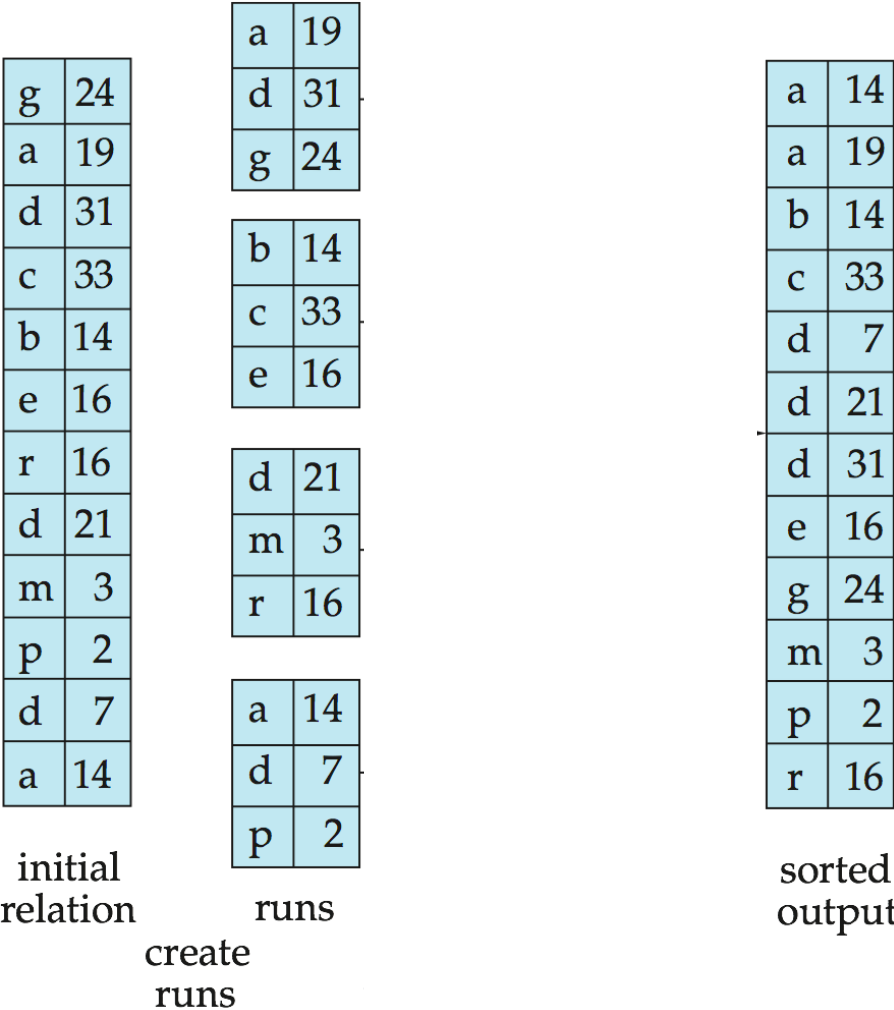 g 24
a 19
d 31
c 33
b 14
e 16
r 16
d 21
m 3
p 2
d 7
a 14
initial
relation
a 19
d 31
g 24
b 14
c 33
e 16
d 21
m 3
r 16
a 14
d 7
p 2
runs
create
runs
a 14
a 19
b 14
c 33
d 7
d 21
d 31
e 16
g 24
m 3
p 2
r 16
sorted
output